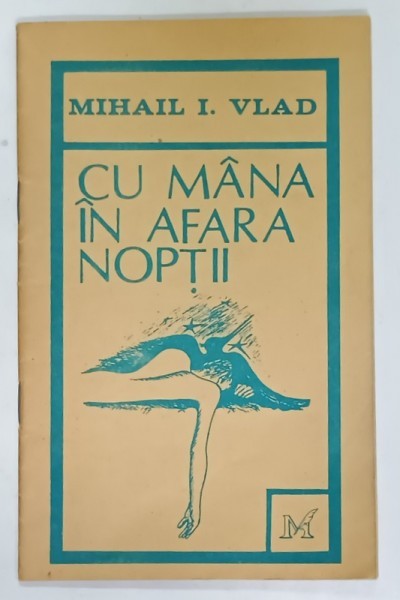 MIHAIL I. VLAD
CU MÂNA
ÎN AFARA
NOPȚII
M